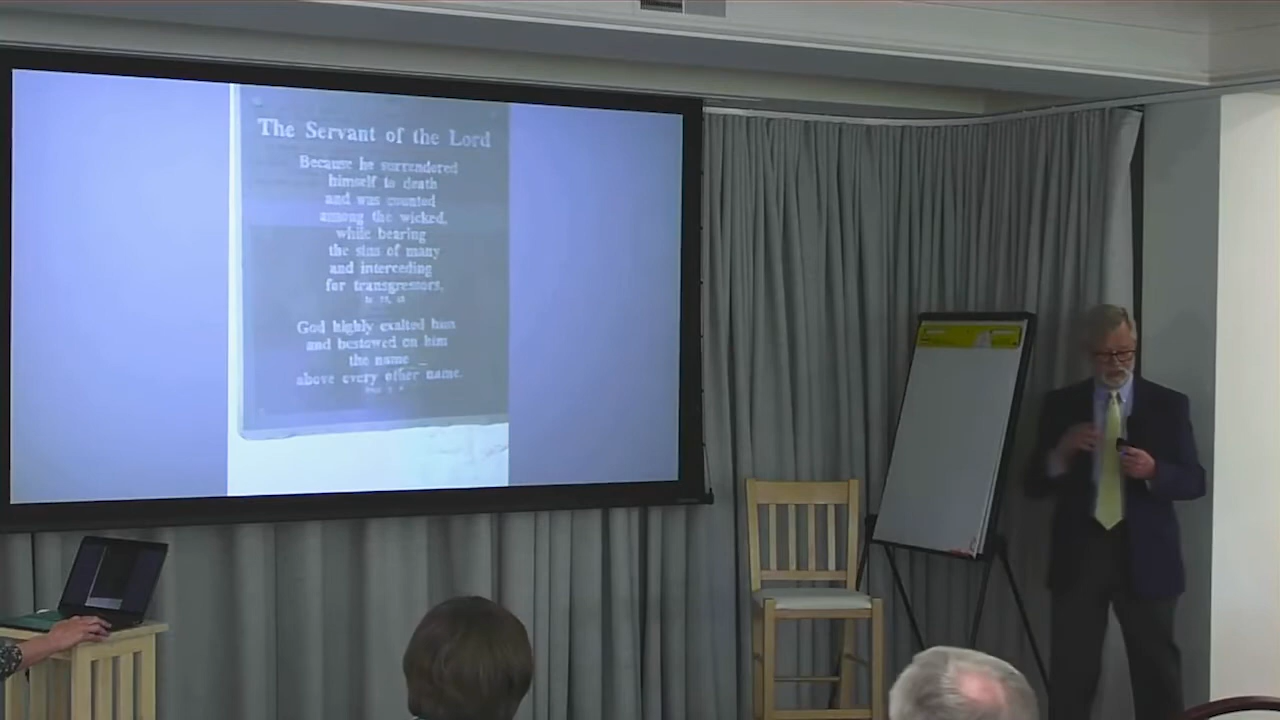 The Servant of the Lord
Because he surrendered
himself to death
and was counted
among the wicked,
while bearing
the sins of many
and interceding
for transgressors,
God highly exalted him
and bestowed on him
the name
above every other name.